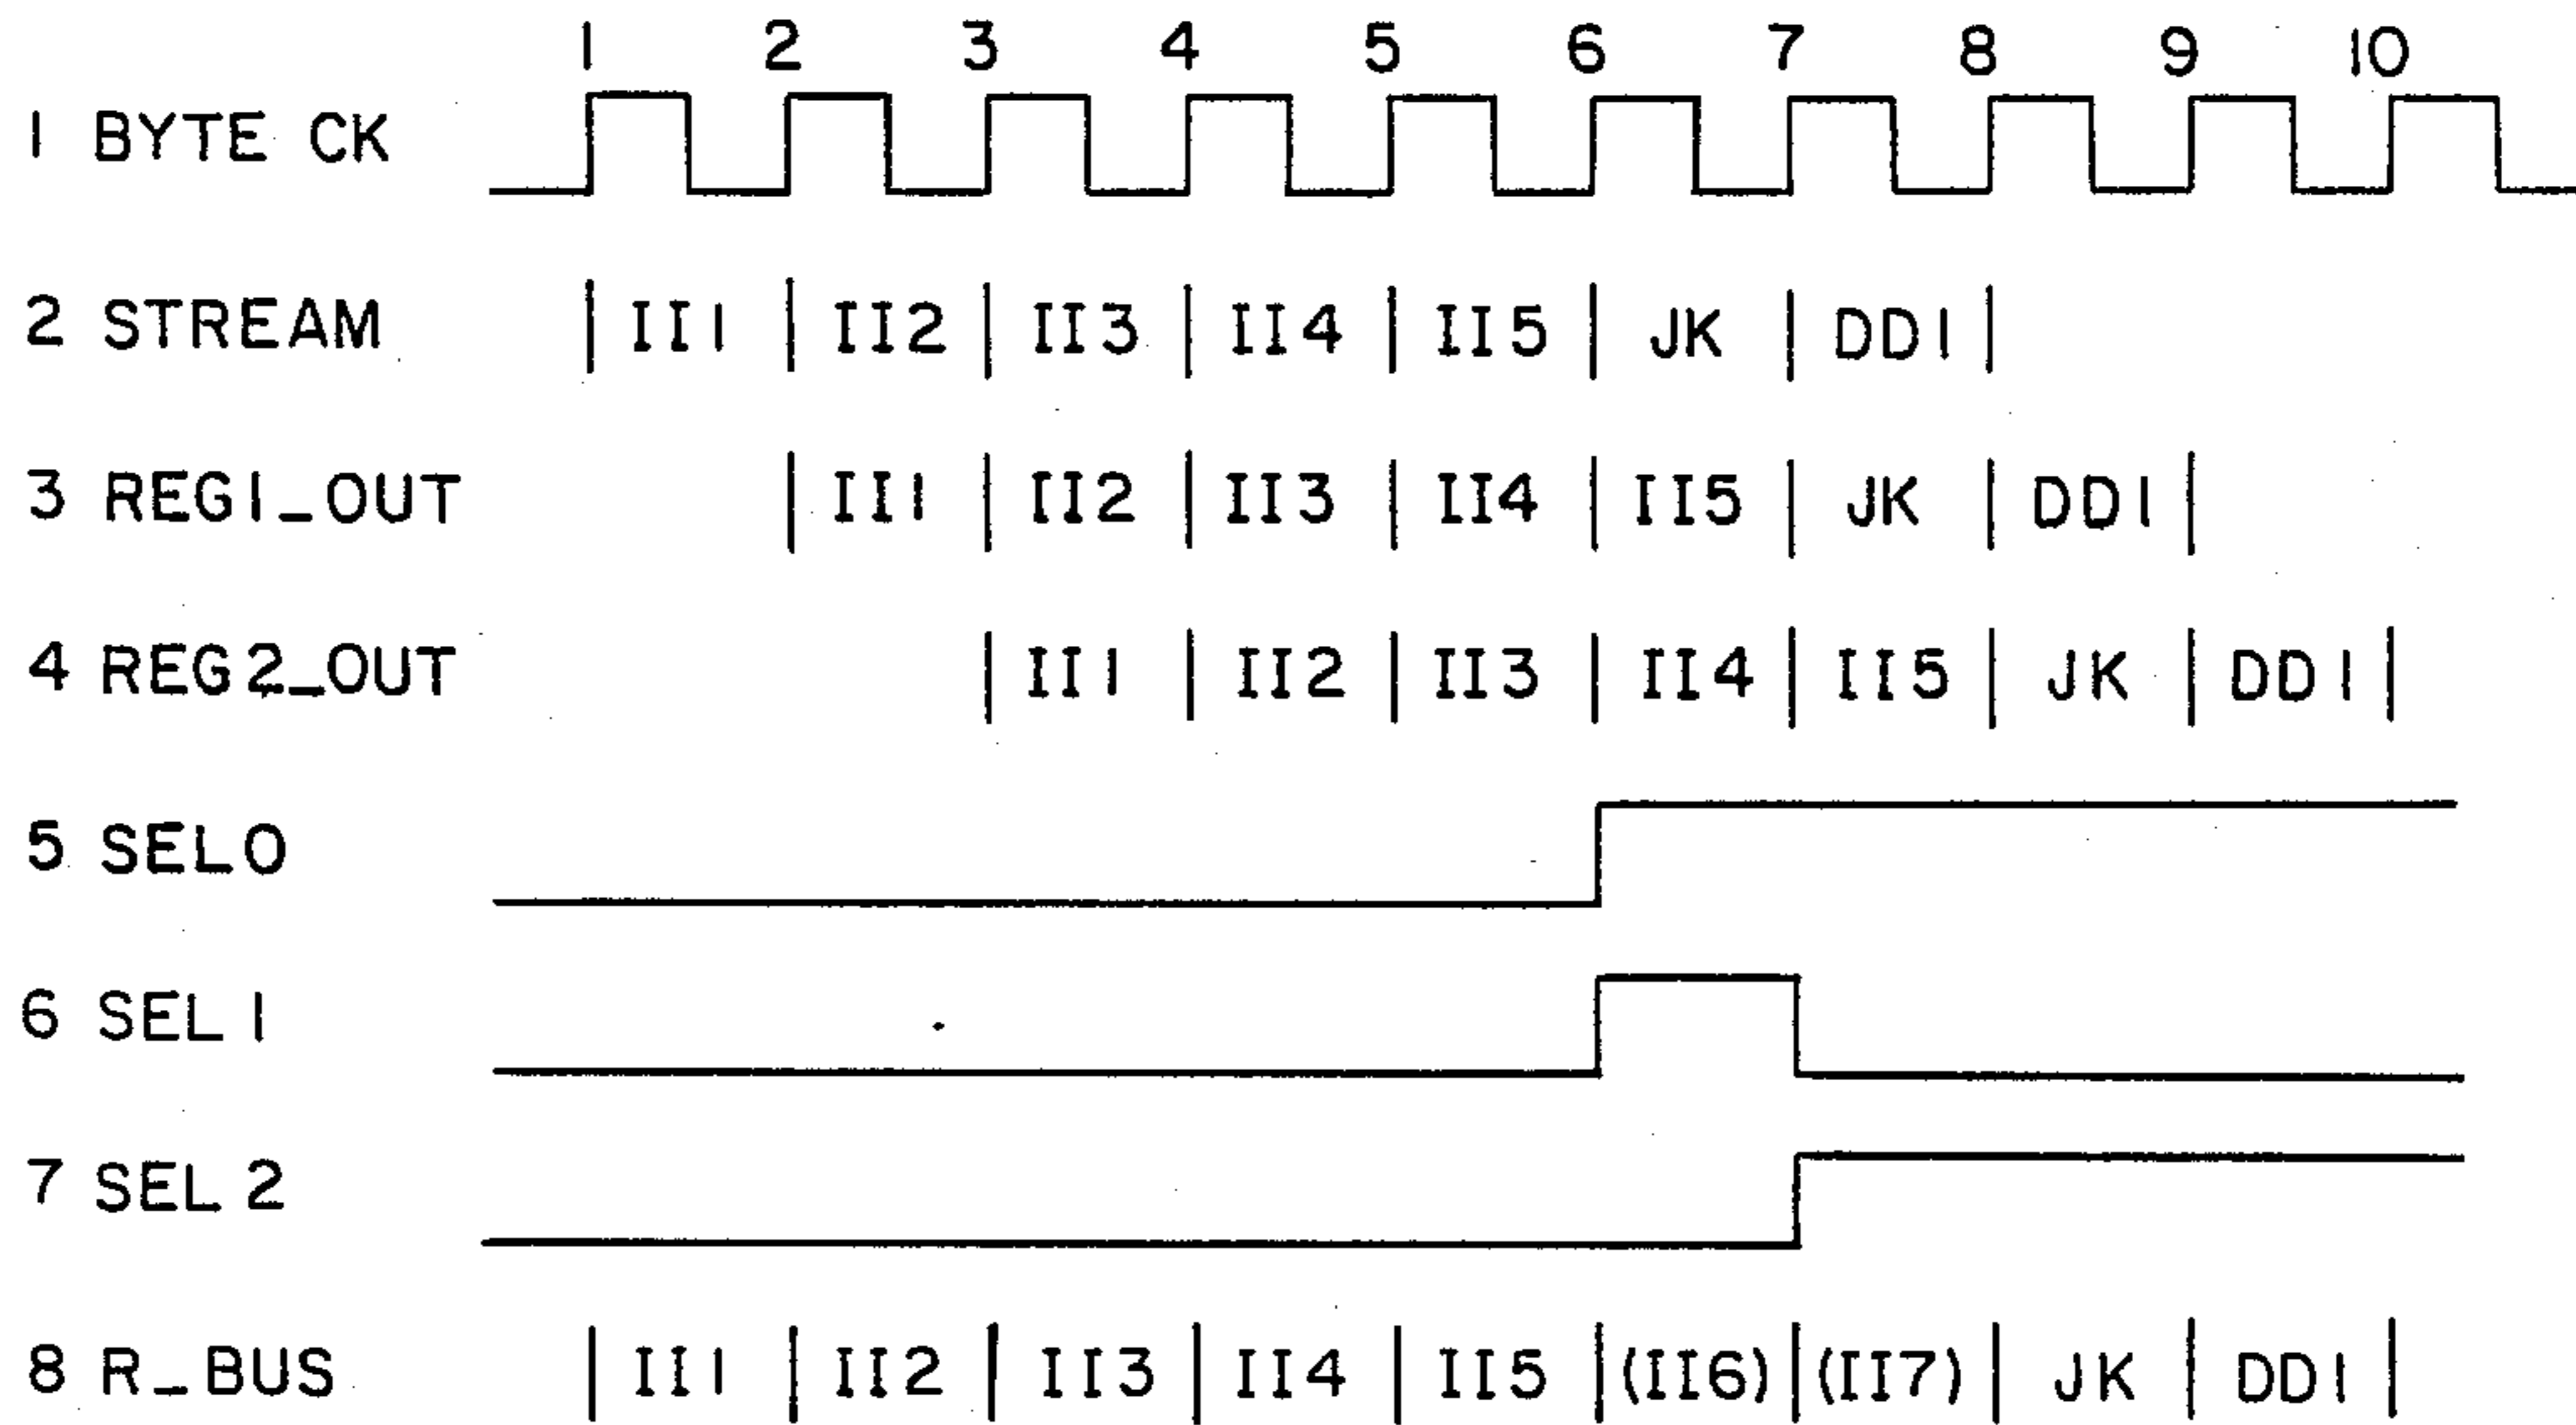 1 2 3 4 5 6 7 8 9 10
1 BYTE CK
2 STREAM II1 II2 II3 II4 II5 JK DD1
3 REG1_OUT II1 II2 II3 II4 II5 JK DD1
4 REG2_OUT II1 II2 II3 II4 II5 JK DD1
5 SEL0
6 SEL1
7 SEL2
8 R_BUS II1 II2 II3 II4 II5 (II6) (II7) JK DD1